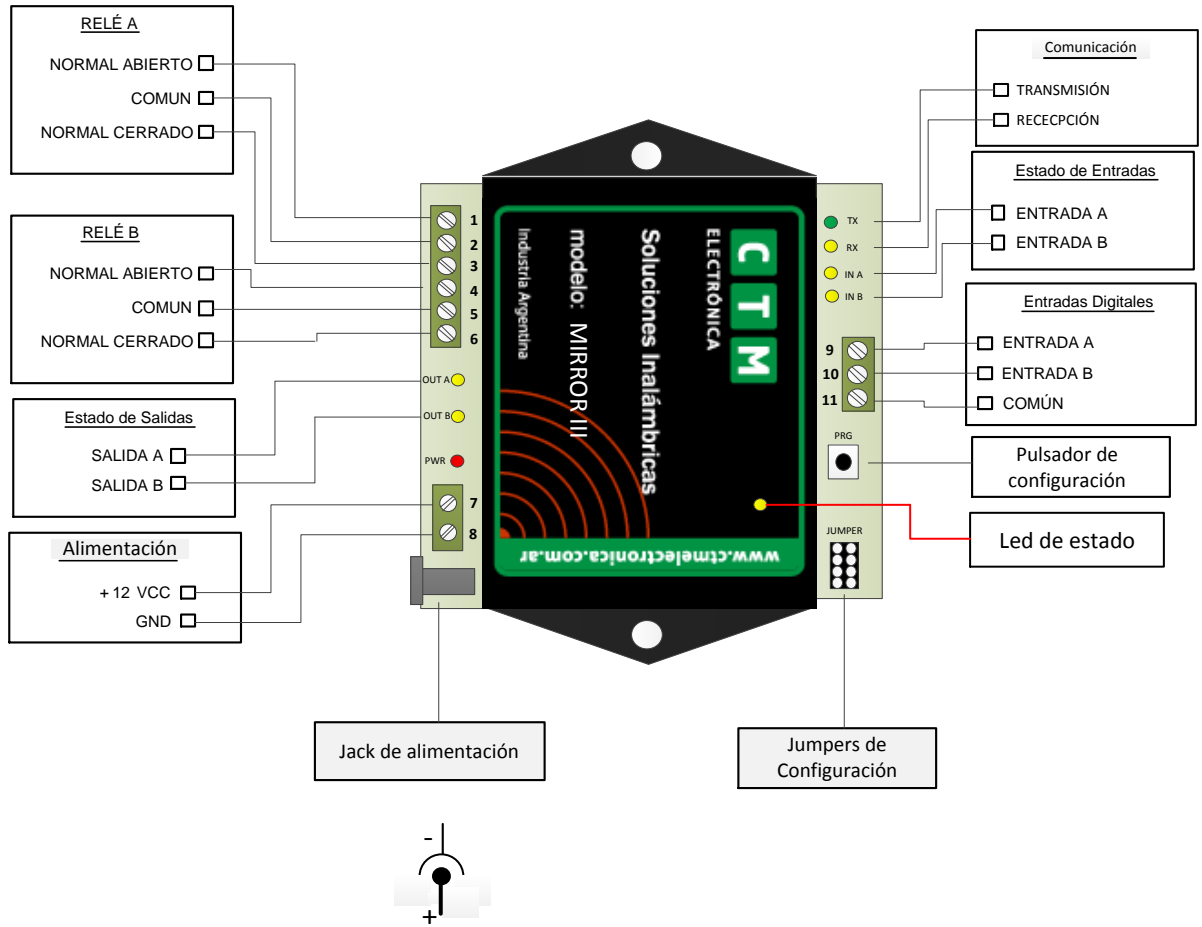 RELÉ A
NORMAL ABIERTO
COMUN
NORMAL CERRADO
RELÉ B
NORMAL ABIERTO
COMUN
NORMAL CERRADO
Estado de Salidas
SALIDA A
SALIDA B
Alimentación
+ 12 VCC
GND
1
2
3
4
5
6
OUT A
OUT B
PWR
7
8
CTM
ELECTRÓNICA
Soluciones Inalámbricas
modelo: MIRROR III
Industria Argentina
www.ctmelectronica.com.ar
TX
RX
IN A
IN B
9
10
11
PRG
JUMPER
Comunicación
TRANSMISIÓN
RECECPCIÓN
Estado de Entradas
ENTRADA A
ENTRADA B
Entradas Digitales
ENTRADA A
ENTRADA B
COMÚN
Pulsador de
configuración
Led de estado
Jack de alimentación
Jumpers de
Configuración
-
+